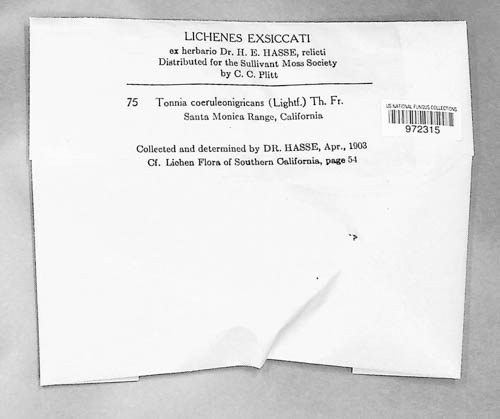 LICHENES EXSICCATI
ex herbario Dr. H. E. HASSE, relicti
Distributed for the Sullivant Moss Society
by C. C. Plitt
75 Tonnia coeruleonigricans (Lightf.) Th. Fr.
Santa Monica Range, California
US NATIONAL FUNGUS COLLECTIONS
972315
Collected and determined by DR. HASSE, Apr., 1903
Cf. Lichen Flora of Southern California, page 54